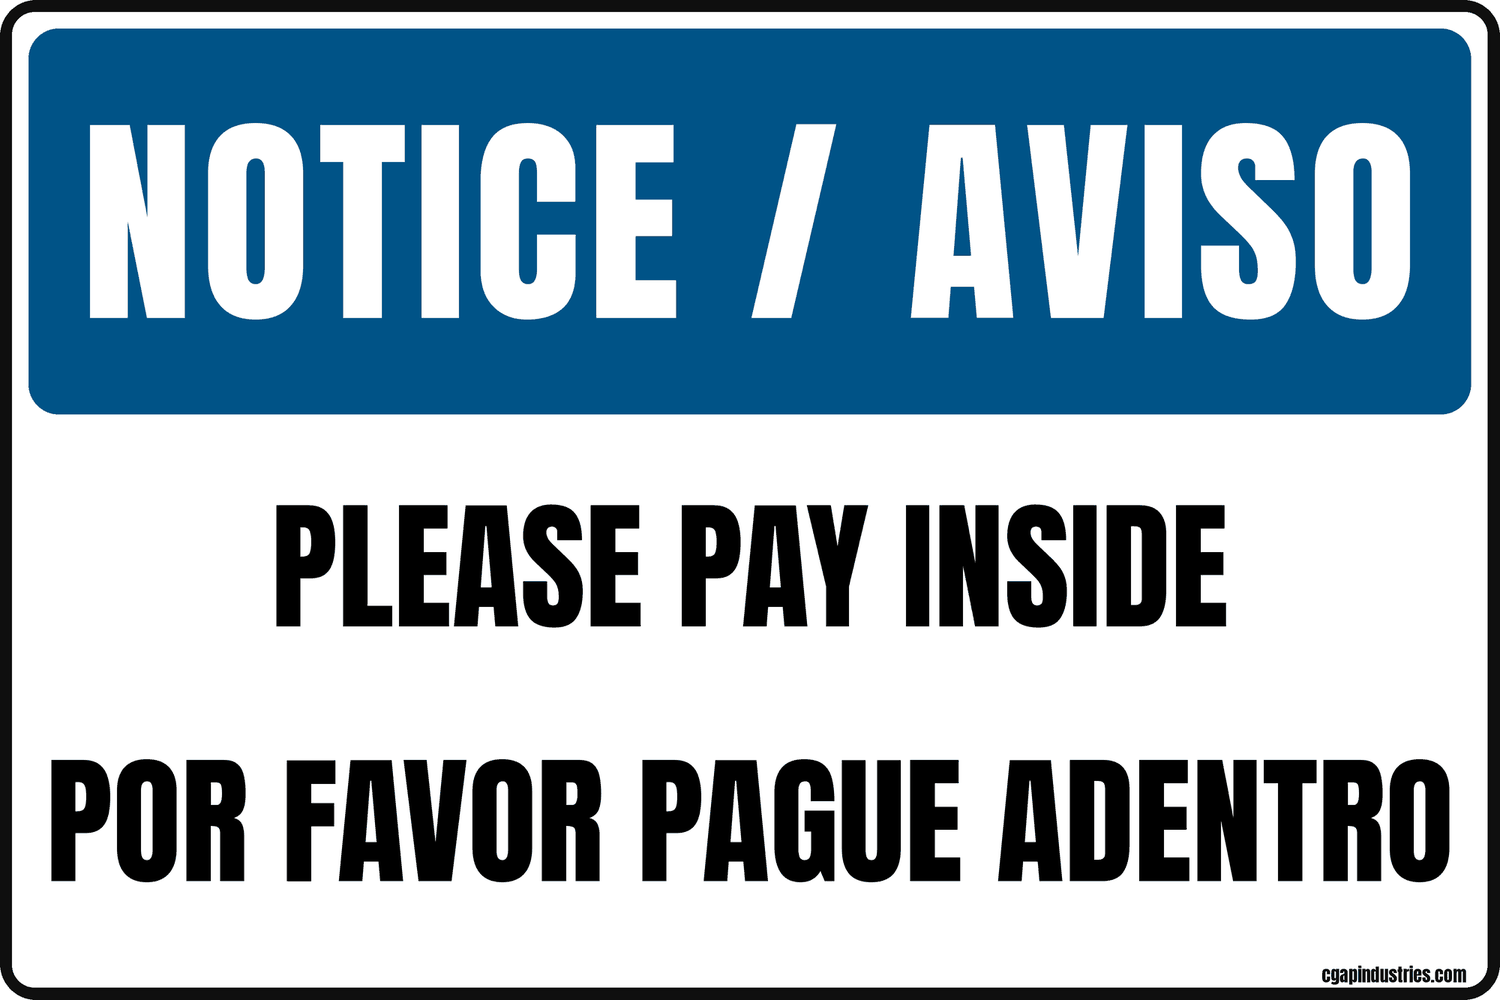 NOTICE / AVISO
PLEASE PAY INSIDE
POR FAVOR PAGUE ADENTRO
cgapindustries.com